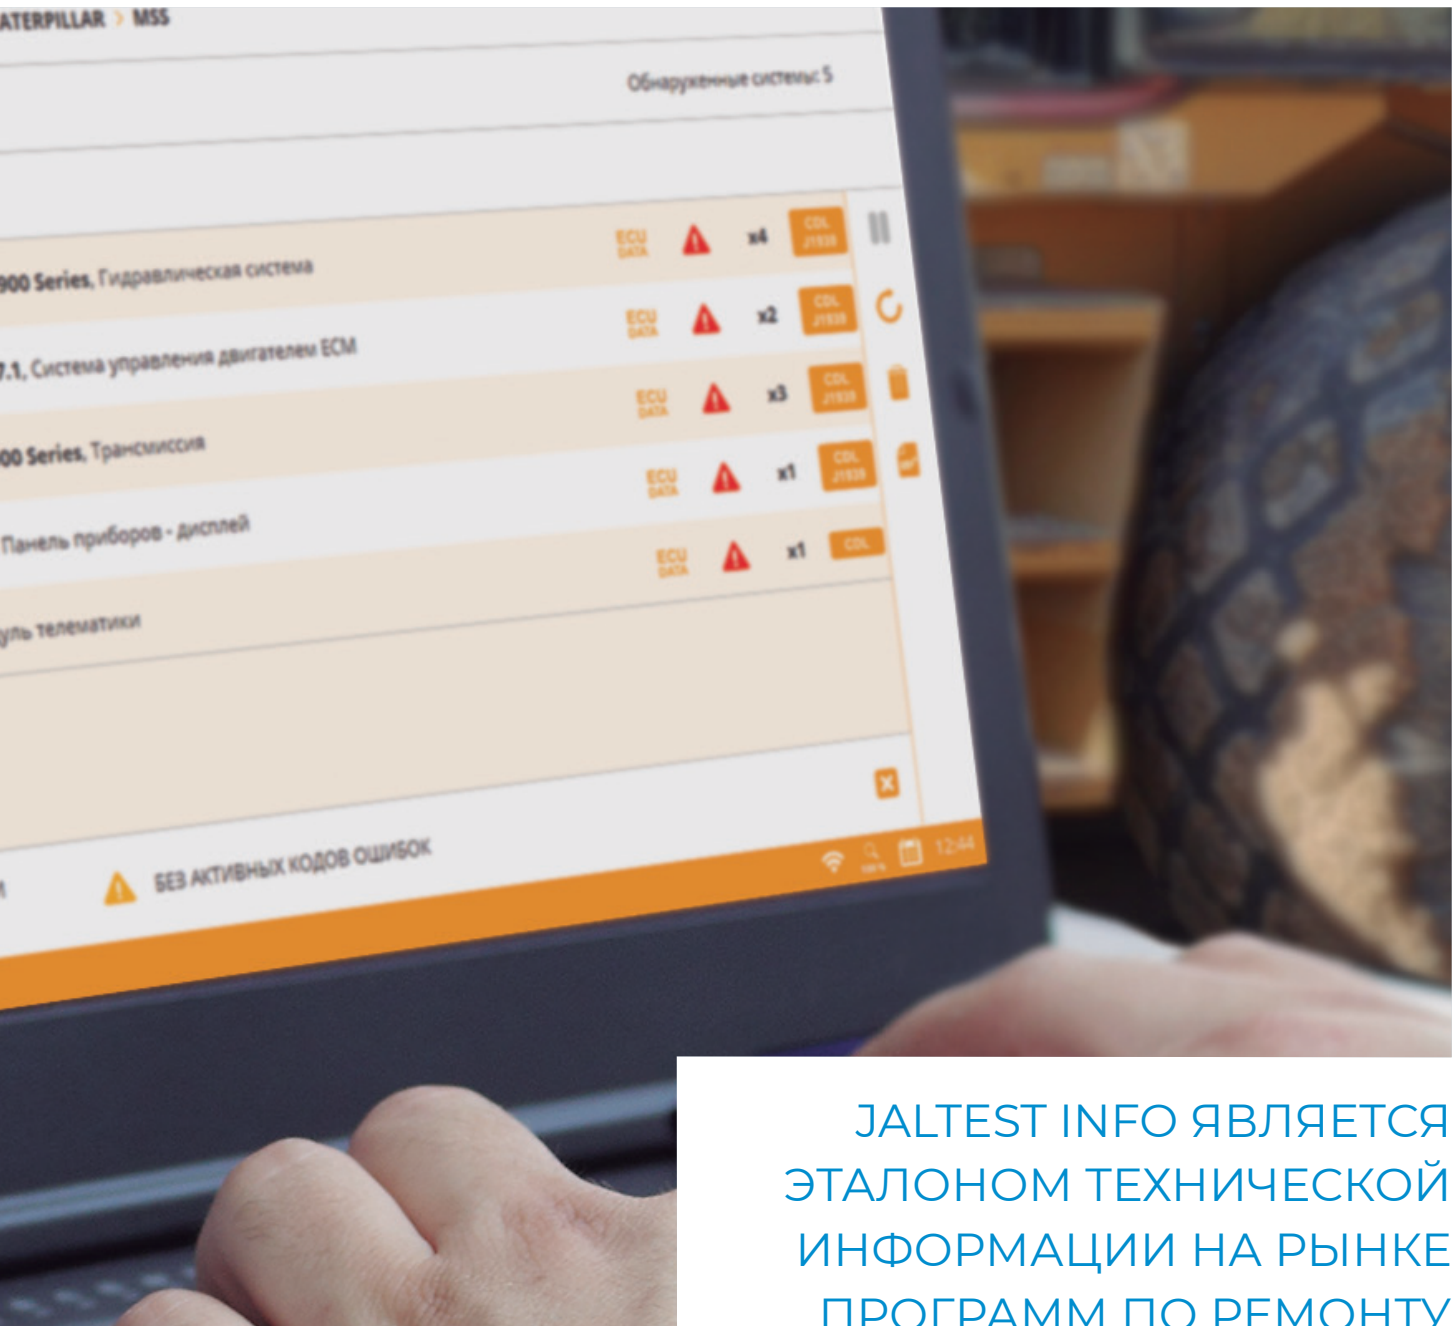 ATERPILLAR > MSS
Обнаруженные системы: 5
900 Series, Гидравлическая система ECU DATA x4 CDL J1939
7.1, Система управления двигателем ECM ECU DATA x2 CDL J1939
00 Series, Трансмиссия ECU DATA x3 CDL J1939
Панель приборов - дисплей ECU DATA x1 CDL J1939
уль телематики ECU DATA x1 CDL
БЕЗ АКТИВНЫХ КОДОВ ОШИБОК
12:44
JALTEST INFO ЯВЛЯЕТСЯ
ЭТАЛОНОМ ТЕХНИЧЕСКОЙ
ИНФОРМАЦИИ НА РЫНКЕ
ПРОГРАММ ПО РЕМОНТУ